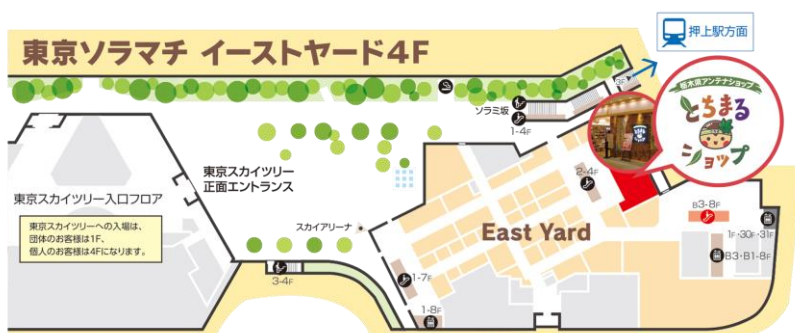 東京ソラマチ イーストヤード4F
押上駅方面
3F
栃木県アンテナショップ
とちまる
ショップ
ソラミ坂
1-4F
東京スカイツリー
正面エントランス
2-4F
東京スカイツリー入口フロア
東京スカイツリーへの入場は、
団体のお客様は1F、
個人のお客様は4Fになります。
スカイアリーナ
East Yard
B3-8F
1F・30F・31F
B3・B1-8F
3-4F
1-7F
1-8F